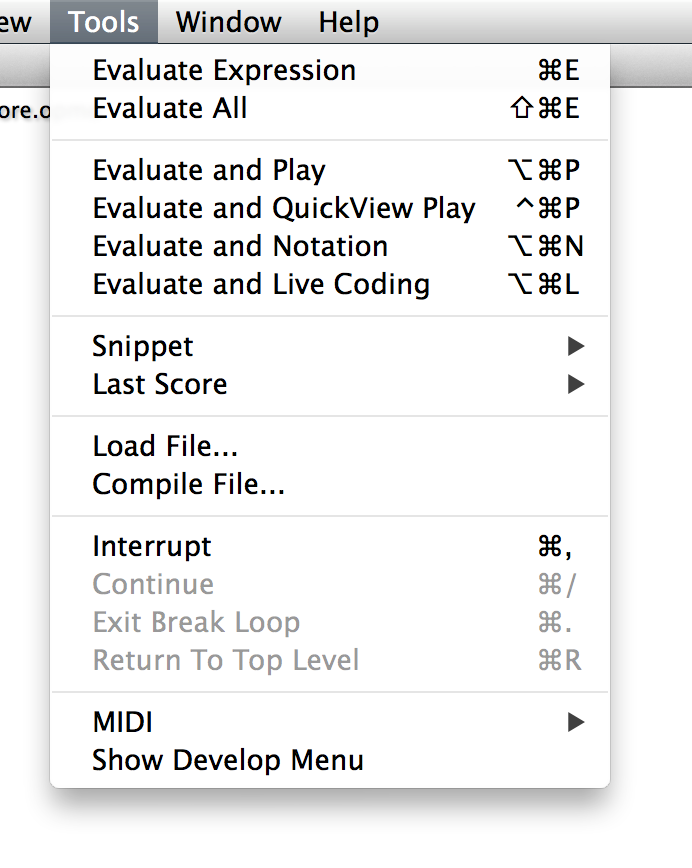 ew Tools Window Help
ore.o
Evaluate Expression ⌘E
Evaluate All ⇧⌘E
Evaluate and Play ⌥⌘P
Evaluate and QuickView Play ^⌘P
Evaluate and Notation ⌥⌘N
Evaluate and Live Coding ⌥⌘L
Snippet ▶
Last Score ▶
Load File...
Compile File...
Interrupt ⌘,
Continue ⌘/
Exit Break Loop ⌘.
Return To Top Level ⌘R
MIDI ▶
Show Develop Menu